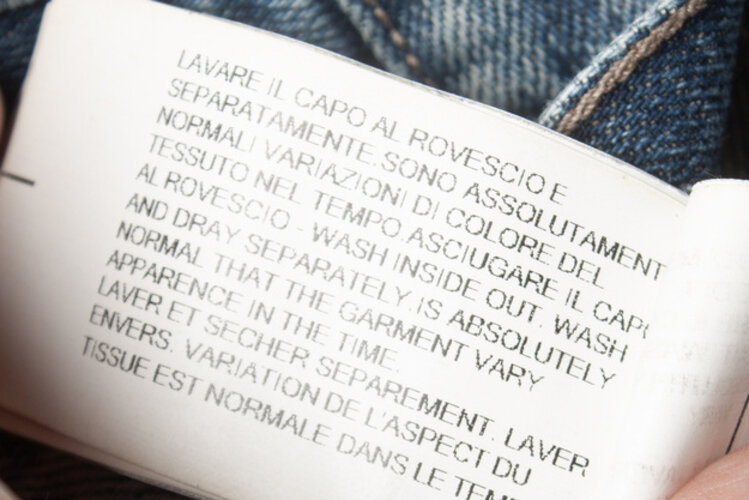 LAVARE IL CAPO AL ROVESCIO E
SEPARATAMENTE. SONO ASSOLUTAMENT
NORMALI VARIAZIONI DI COLORE DEL
TESSUTO NEL TEMPO. ASCIUGARE IL CAP
AL ROVESCIO - WASH INSIDE OUT. WASH
AND DRAY SEPARATELY. IS ABSOLUTELY
NORMAL THAT THE GARMENT VARY
APPARENCE IN THE TIME.
LAVER ET SECHER SEPAREMENT. LAVER
ENVERS. VARIATION DE L'ASPECT DU
TISSUE EST NORMALE DANS LE TEM